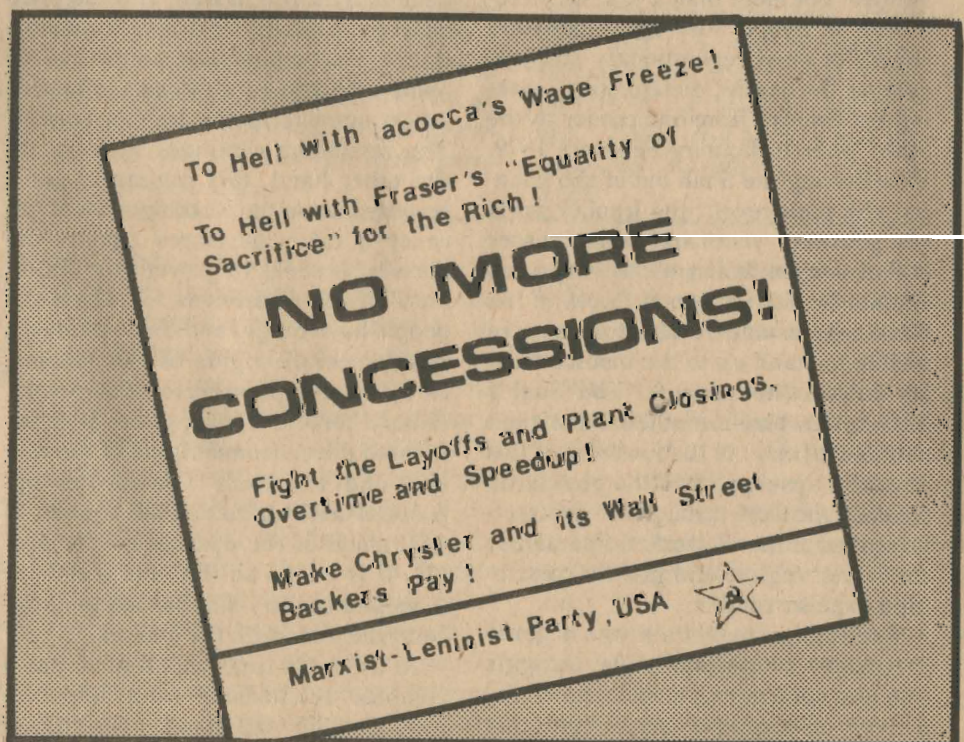 To Hell with acocca's Wage Freeze!
To Hell with Fraser's "Equality of
Sacrifice" for the Rich!
NO MORE
CONCESSIONS!
Fight the Layoffs and Plant Closings,
Overtime and Speedup!
Make Chrysler and its Wall Street
Backers Pay!
Marxist-Leninist Party, USA